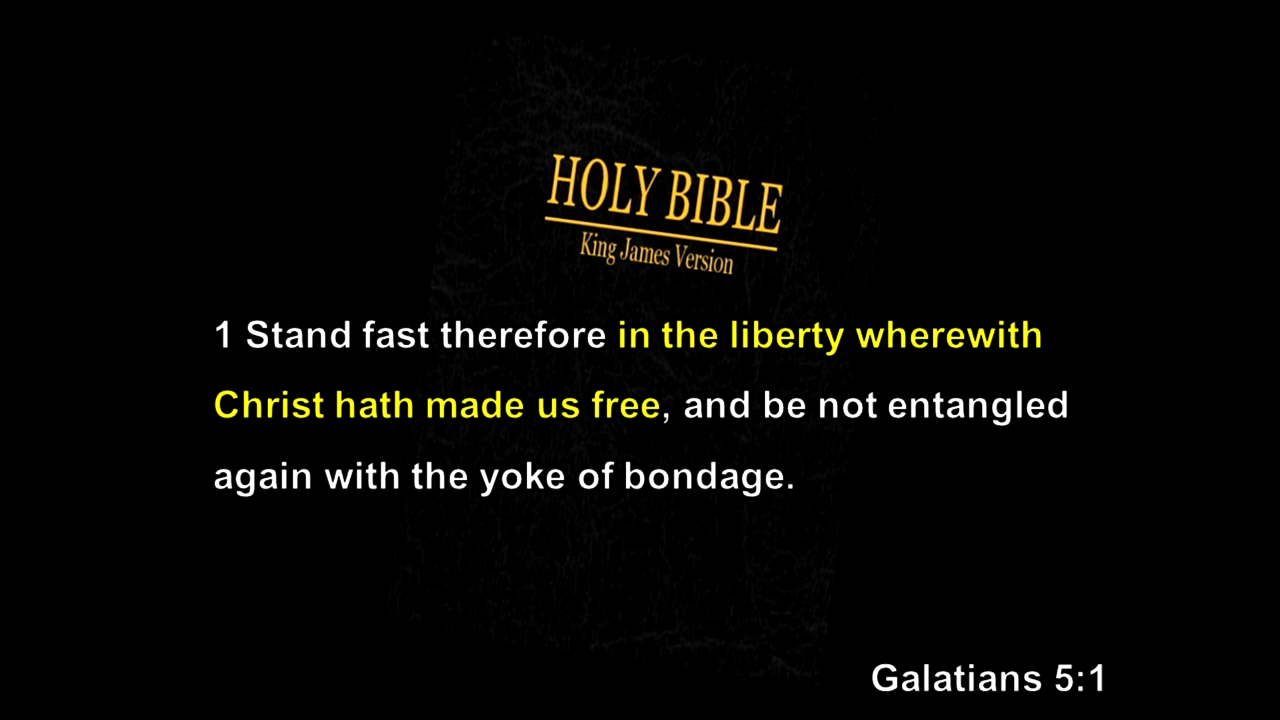 HOLY BIBLE
King James Version
1 Stand fast therefore in the liberty wherewith
Christ hath made us free, and be not entangled
again with the yoke of bondage.
Galatians 5:1